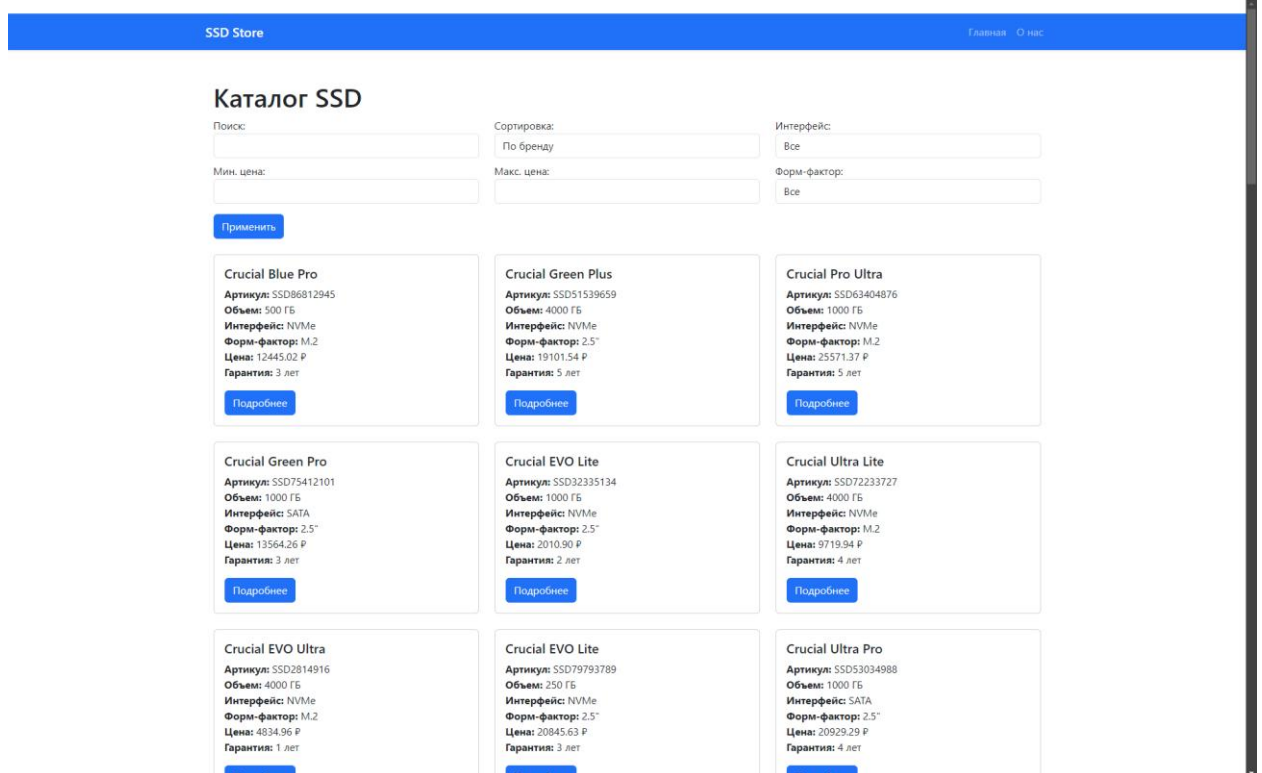 SSD Store
Главная О нас
Каталог SSD
Поиск: Сортировка: Интерфейс:
По бренду Все
Мин. цена: Макс. цена: Форм-фактор:
Все
Применить
Crucial Blue Pro
Артикул: SSD86812945
Объем: 500 ГБ
Интерфейс: NVMe
Форм-фактор: M.2
Цена: 12445.02 ₽
Гарантия: 3 лет
Подробнее
Crucial Green Plus
Артикул: SSD51539659
Объем: 4000 ГБ
Интерфейс: NVMe
Форм-фактор: 2.5"
Цена: 19101.54 ₽
Гарантия: 5 лет
Подробнее
Crucial Pro Ultra
Артикул: SSD63404876
Объем: 1000 ГБ
Интерфейс: NVMe
Форм-фактор: M.2
Цена: 25571.37 ₽
Гарантия: 5 лет
Подробнее
Crucial Green Pro
Артикул: SSD75412101
Объем: 1000 ГБ
Интерфейс: SATA
Форм-фактор: 2.5"
Цена: 13564.26 ₽
Гарантия: 3 лет
Подробнее
Crucial EVO Lite
Артикул: SSD32335134
Объем: 1000 ГБ
Интерфейс: NVMe
Форм-фактор: 2.5"
Цена: 2010.90 ₽
Гарантия: 2 лет
Подробнее
Crucial Ultra Lite
Артикул: SSD72233727
Объем: 4000 ГБ
Интерфейс: NVMe
Форм-фактор: M.2
Цена: 9719.94 ₽
Гарантия: 4 лет
Подробнее
Crucial EVO Ultra
Артикул: SSD2814916
Объем: 4000 ГБ
Интерфейс: NVMe
Форм-фактор: M.2
Цена: 4834.96 ₽
Гарантия: 1 лет
Crucial EVO Lite
Артикул: SSD79793789
Объем: 250 ГБ
Интерфейс: NVMe
Форм-фактор: 2.5"
Цена: 20845.63 ₽
Гарантия: 3 лет
Crucial Ultra Pro
Артикул: SSD53034988
Объем: 1000 ГБ
Интерфейс: SATA
Форм-фактор: 2.5"
Цена: 20929.29 ₽
Гарантия: 4 лет